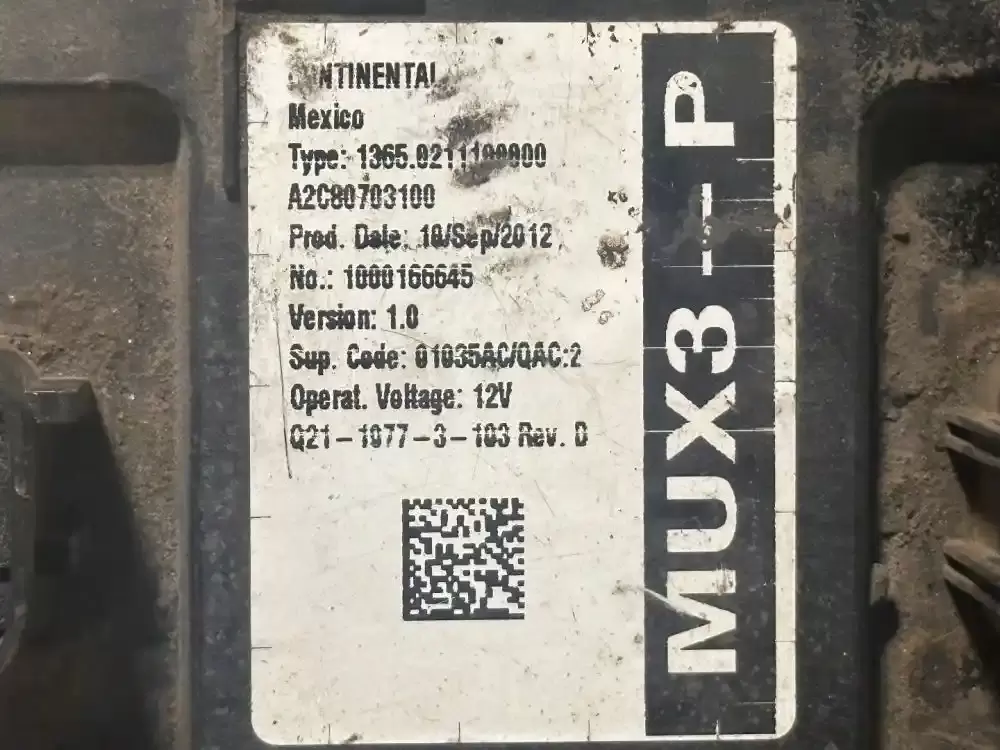 CONTINENTAL
Mexico
Type: 1365.0211100000
A2C80703100
Prod. Date: 10/Sep/2012
No.: 1000166645
Version: 1.0
Sup. Code: 01035AC/QAC:2
Operat. Voltage: 12V
Q21-1077-3-103 Rev. D
MUX3-P